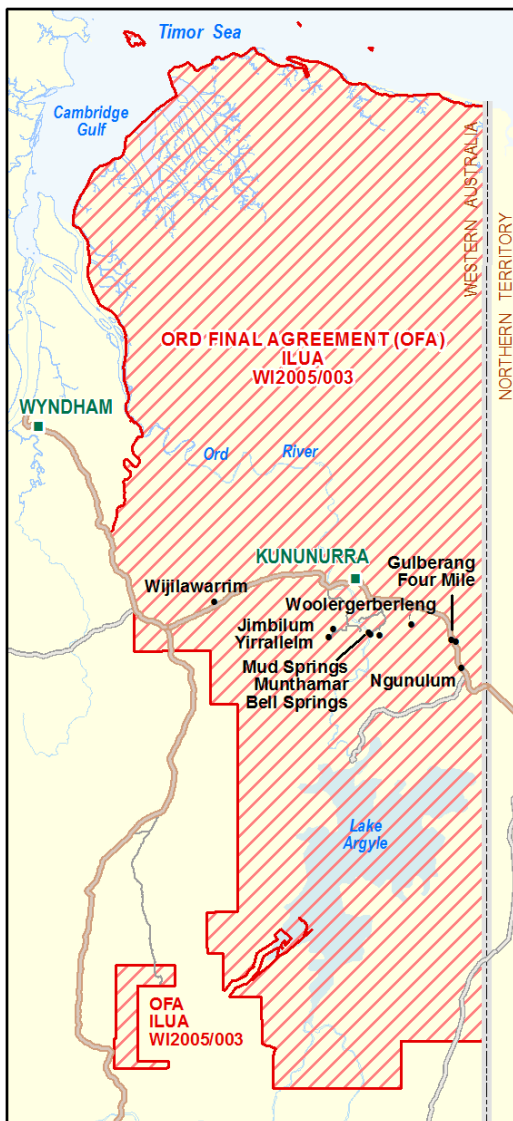 Timor Sea
Cambridge
Gulf
WESTERN AUSTRALIA
NORTHERN TERRITORY
ORD FINAL AGREEMENT (OFA)
ILUA
WI2005/003
WYNDHAM
Ord River
KUNUNURRA
Gulberang
Four Mile
Wijilawarrim
Woolergerberleng
Jimbilum
Yirrallelm
Mud Springs
Munthamar
Bell Springs
Ngunulum
Lake
Argyle
OFA
ILUA
WI2005/003